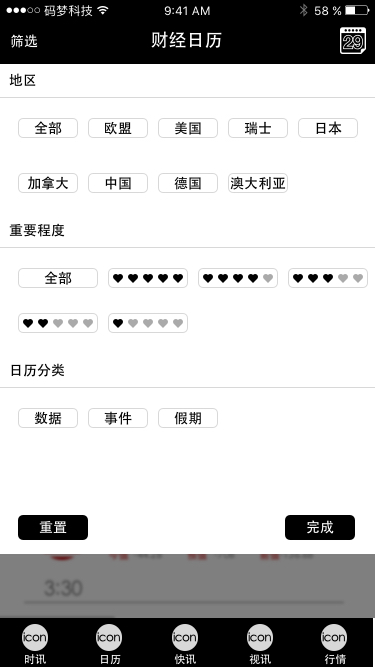 码梦科技 9:41 AM 58 %
筛选 财经日历 29
地区
全部 欧盟 美国 瑞士 日本
加拿大 中国 德国 澳大利亚
重要程度
全部
日历分类
数据 事件 假期
重置 完成
3:30
icon icon icon icon icon
时讯 日历 快讯 视讯 行情